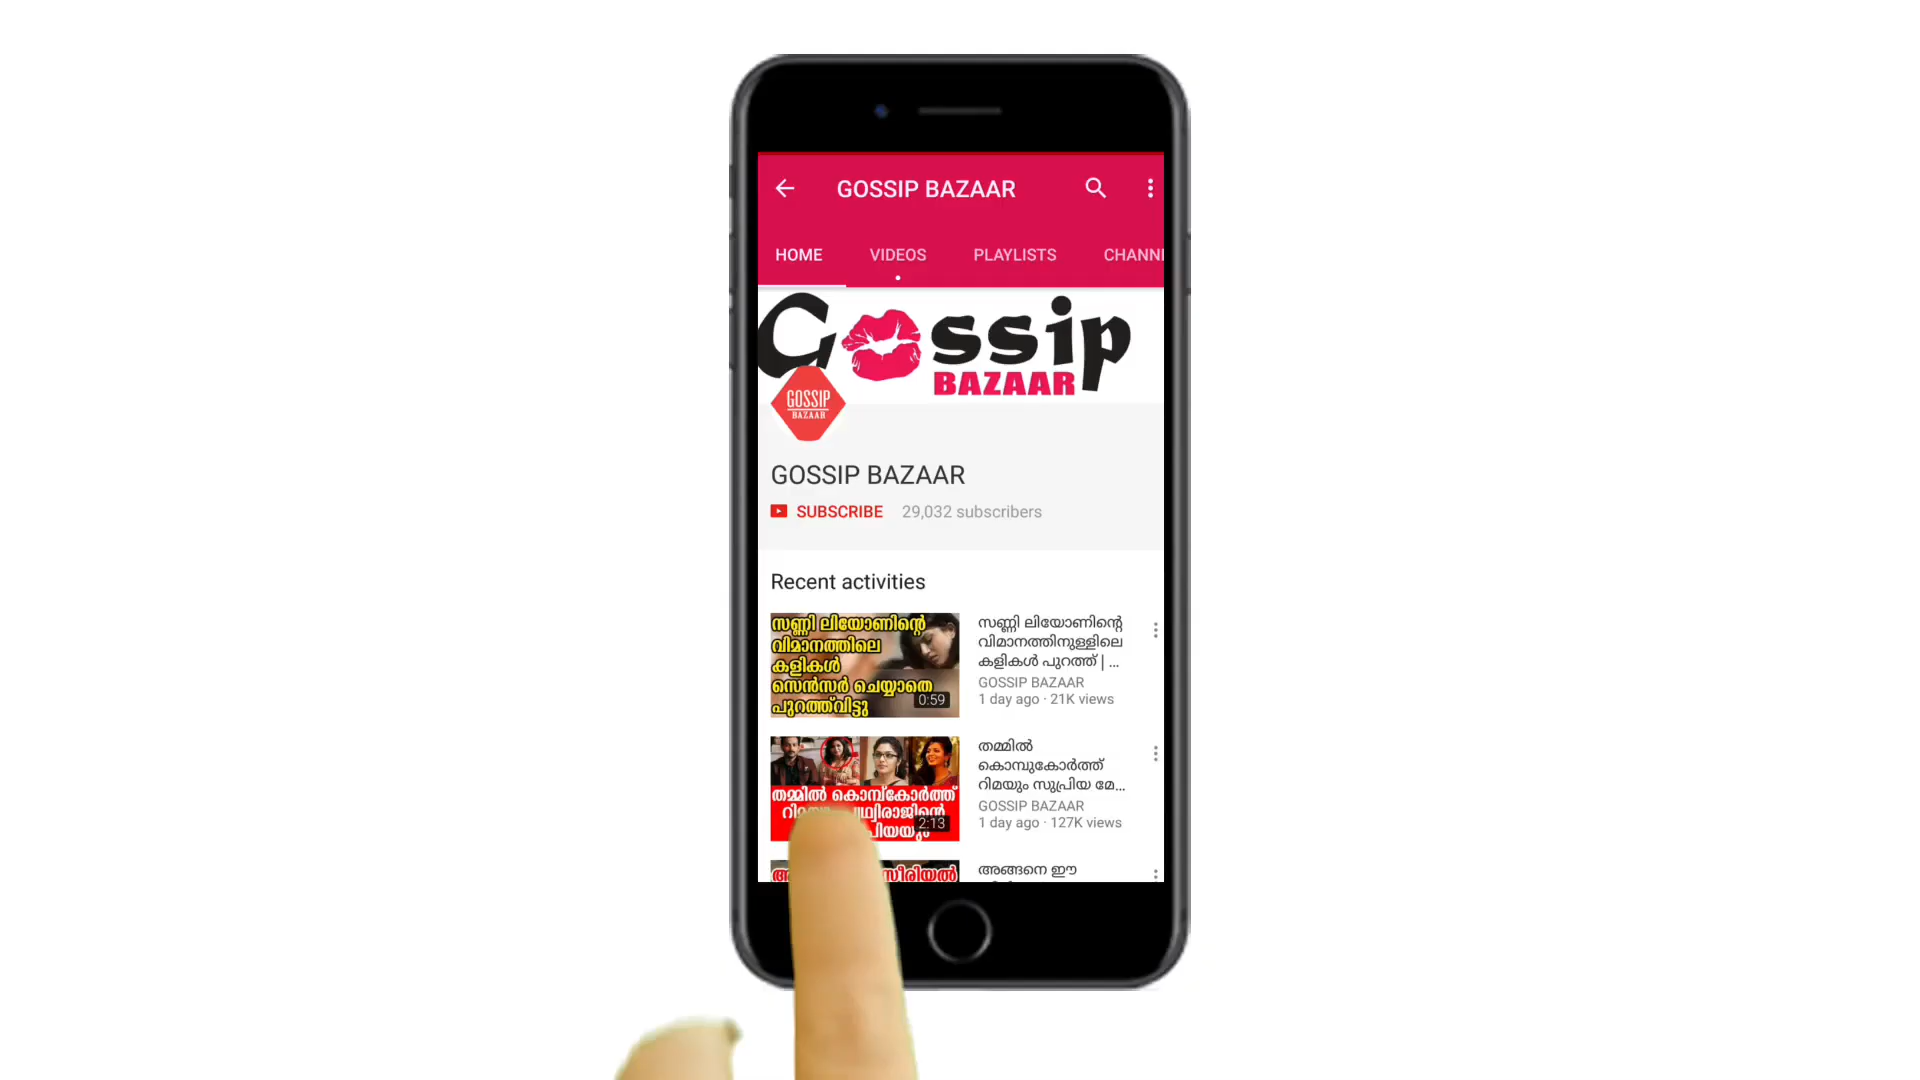 GOSSIP BAZAAR
HOME VIDEOS PLAYLISTS CHANN
Gossip
BAZAAR
GOSSIP
BAZAAR
GOSSIP BAZAAR
SUBSCRIBE 29,032 subscribers
Recent activities
സണ്ണി ലിയോണിന്റെ
വിമാനത്തിലെ
കളികൾ
സെൻസർ ചെയ്യാതെ
പുറത്ത്‌വിട്ടു
0:59
സണ്ണി ലിയോണിന്റെ
വിമാനത്തിനുള്ളിലെ
കളികൾ പുറത്ത് | ...
GOSSIP BAZAAR
1 day ago · 21K views
തമ്മിൽ കൊമ്പ്കോർത്ത്
2:13
തമ്മിൽ
കൊമ്പുകോർത്ത്
റിമയും സുപ്രിയ മേ...
GOSSIP BAZAAR
1 day ago · 127K views
സീരിയൽ
അങ്ങനെ ഈ